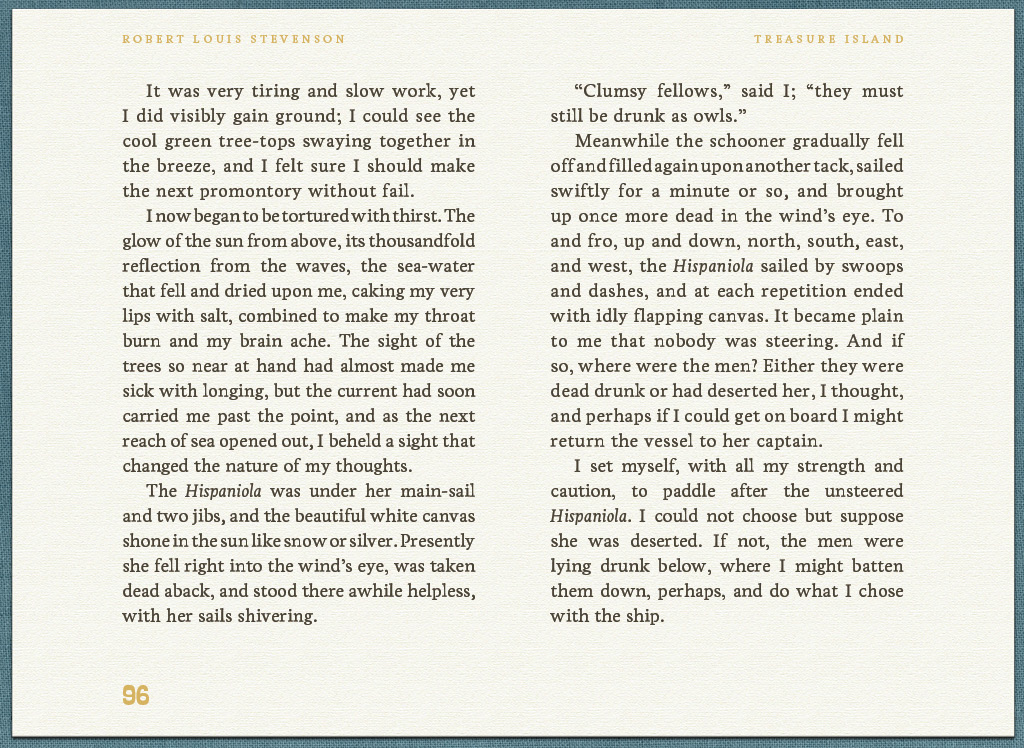 ROBERT LOUIS STEVENSON
It was very tiring and slow work, yet
I did visibly gain ground; I could see the
cool green tree-tops swaying together in
the breeze, and I felt sure I should make
the next promontory without fail.
I now began to be tortured with thirst. The
glow of the sun from above, its thousandfold
reflection from the waves, the sea-water
that fell and dried upon me, caking my very
lips with salt, combined to make my throat
burn and my brain ache. The sight of the
trees so near at hand had almost made me
sick with longing, but the current had soon
carried me past the point, and as the next
reach of sea opened out, I beheld a sight that
changed the nature of my thoughts.
The Hispaniola was under her main-sail
and two jibs, and the beautiful white canvas
shone in the sun like snow or silver. Presently
she fell right into the wind’s eye, was taken
dead aback, and stood there awhile helpless,
with her sails shivering.
96
TREASURE ISLAND
“Clumsy fellows,” said I; “they must
still be drunk as owls.”
Meanwhile the schooner gradually fell
off and filled again upon another tack, sailed
swiftly for a minute or so, and brought
up once more dead in the wind’s eye. To
and fro, up and down, north, south, east,
and west, the Hispaniola sailed by swoops
and dashes, and at each repetition ended
with idly flapping canvas. It became plain
to me that nobody was steering. And if
so, where were the men? Either they were
dead drunk or had deserted her, I thought,
and perhaps if I could get on board I might
return the vessel to her captain.
I set myself, with all my strength and
caution, to paddle after the unsteered
Hispaniola. I could not choose but suppose
she was deserted. If not, the men were
lying drunk below, where I might batten
them down, perhaps, and do what I chose
with the ship.